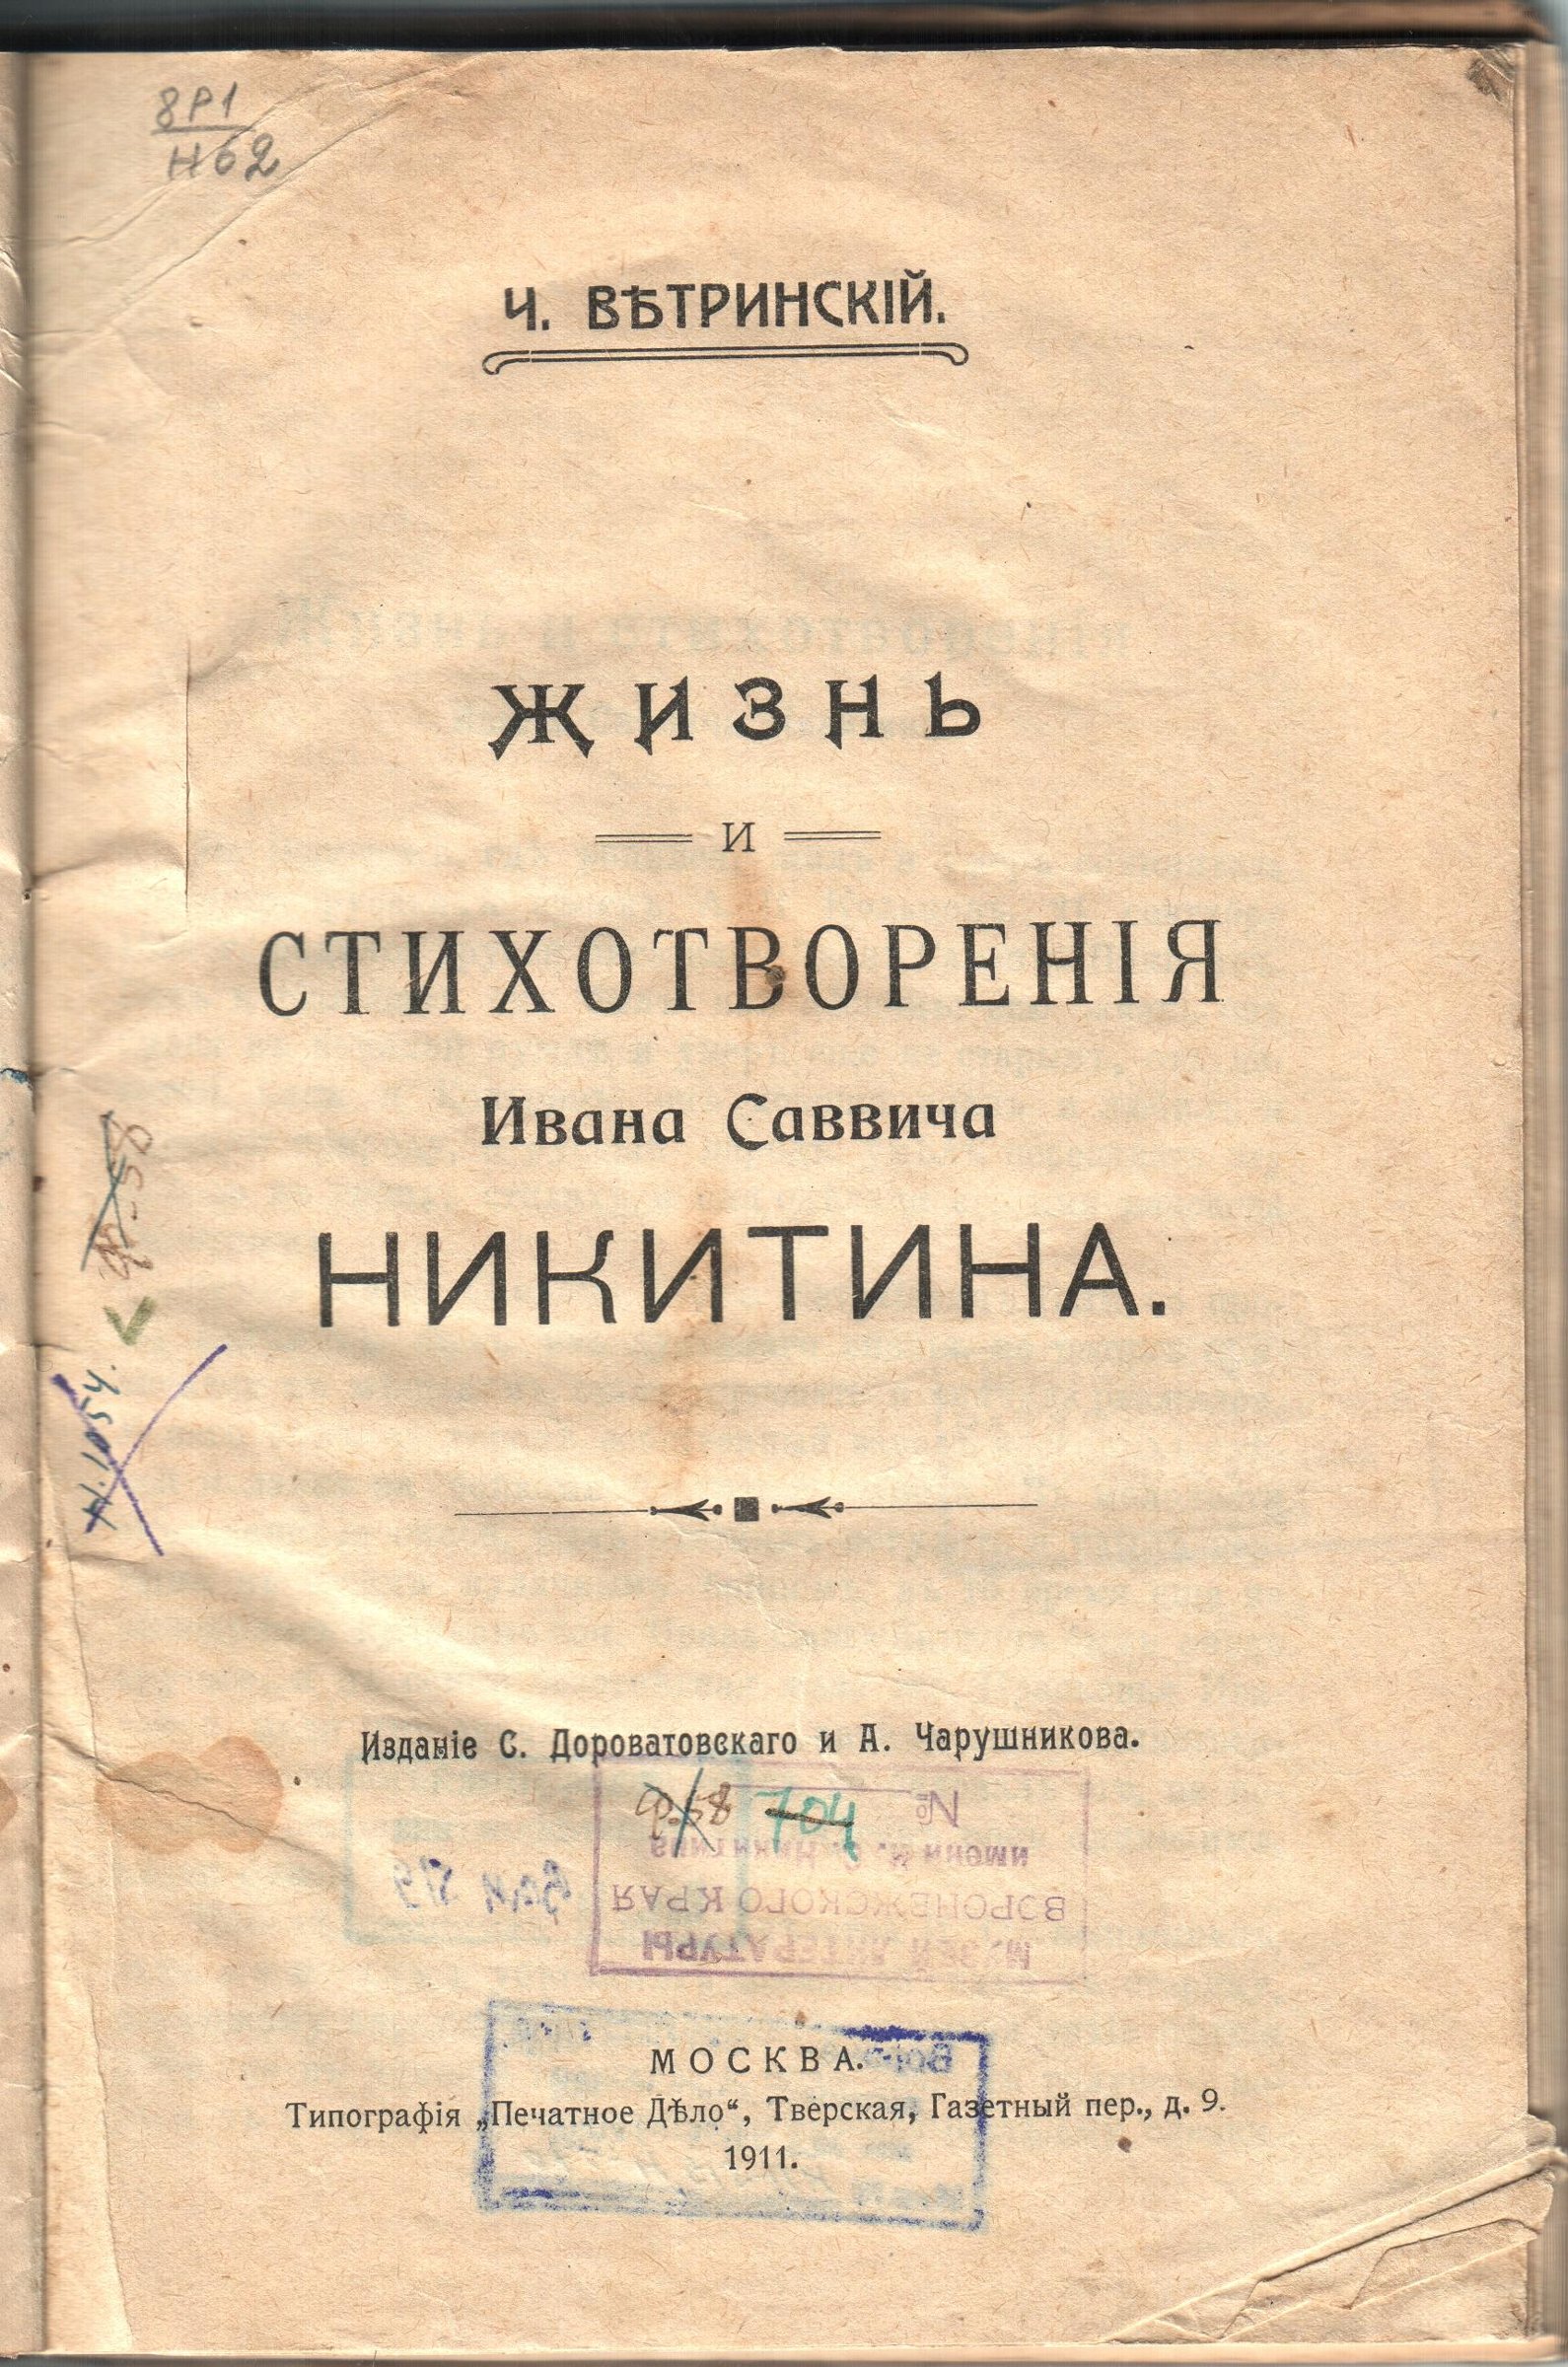 8Р1
Н62
Ч. ВѢТРИНСКІЙ.
ЖИЗНЬ
И
СТИХОТВОРЕНІЯ
Ивана Саввича
НИКИТИНА.
Н. 1054.
Изданіе С. Дороватовскаго и А. Чарушникова.
704
№
имени И. С. Никитина
ВОРОНЕЖСКОГО КРАЯ
МУЗЕЙ ЛИТЕРАТУРЫ
МОСКВА.
Типографія „Печатное Дѣло“, Тверская, Газетный пер., д. 9.
1911.